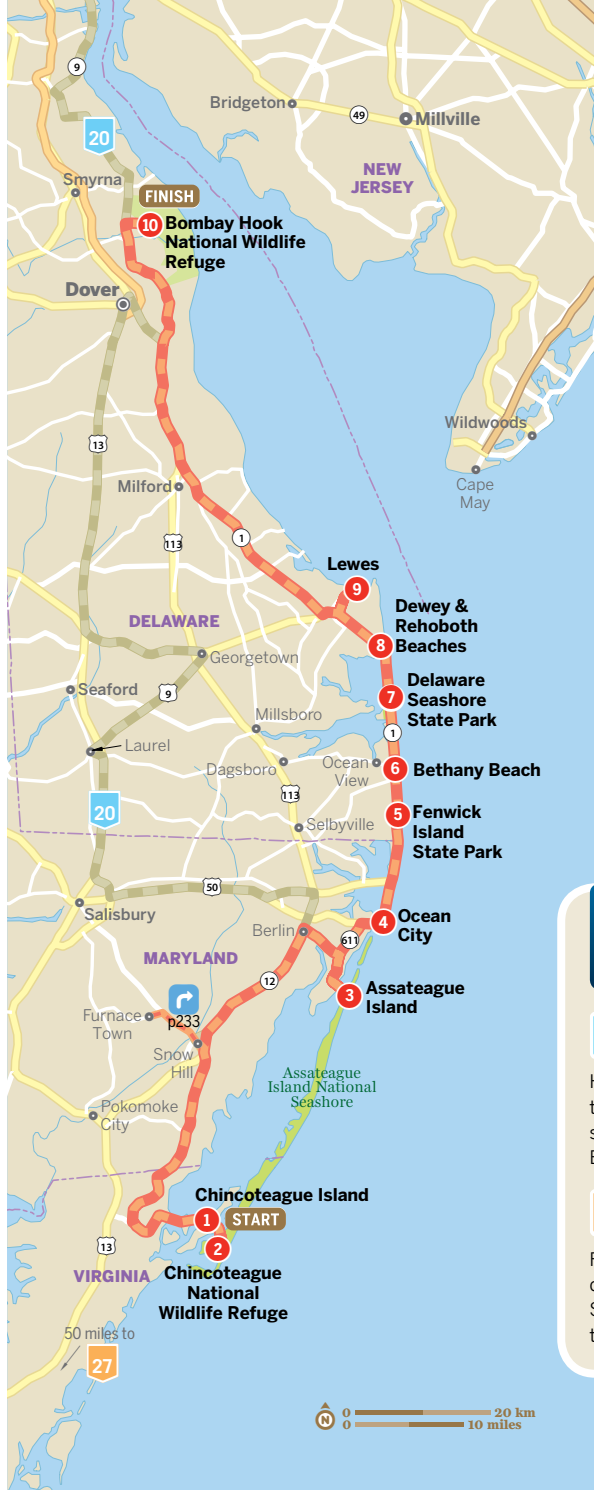 9
Bridgeton
49
Millville
20
NEW
JERSEY
Smyrna
FINISH
10 Bombay Hook
National Wildlife
Refuge
Dover
Wildwoods
13
Cape
May
Milford
113
1
Lewes
9
DELAWARE
Dewey &
Rehoboth
8 Beaches
Georgetown
Delaware
7 Seashore
State Park
Seaford
9
Millsboro
1
Laurel
Dagsboro
Ocean
View
6 Bethany Beach
113
20
5 Fenwick
Island
State Park
Selbyville
50
Salisbury
4 Ocean
City
Berlin
611
MARYLAND
12
3 Assateague
Island
Furnace
Town
p233
Snow
Hill
Assateague
Island National
Seashore
Pokomoke
City
Chincoteague Island
1 START
13
2
VIRGINIA
Chincoteague
National
Wildlife Refuge
50 miles to
27
N
0 20 km
0 10 miles
H
t
s
E
F
c
S
t